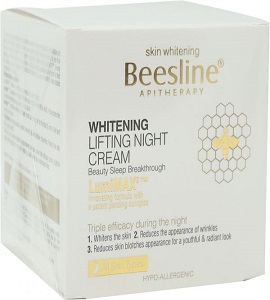 skin whitening
Beesline®
APITHERAPY
WHITENING
LIFTING NIGHT
CREAM
Beauty Sleep Breakthrough
LumiMAX
Triple efficacy during the night
1. Whitens the skin 2. Reduces the appearance of wrinkles
3. Reduces skin blotches appearance for a youthful & radiant look
HYPO-ALLERGENIC